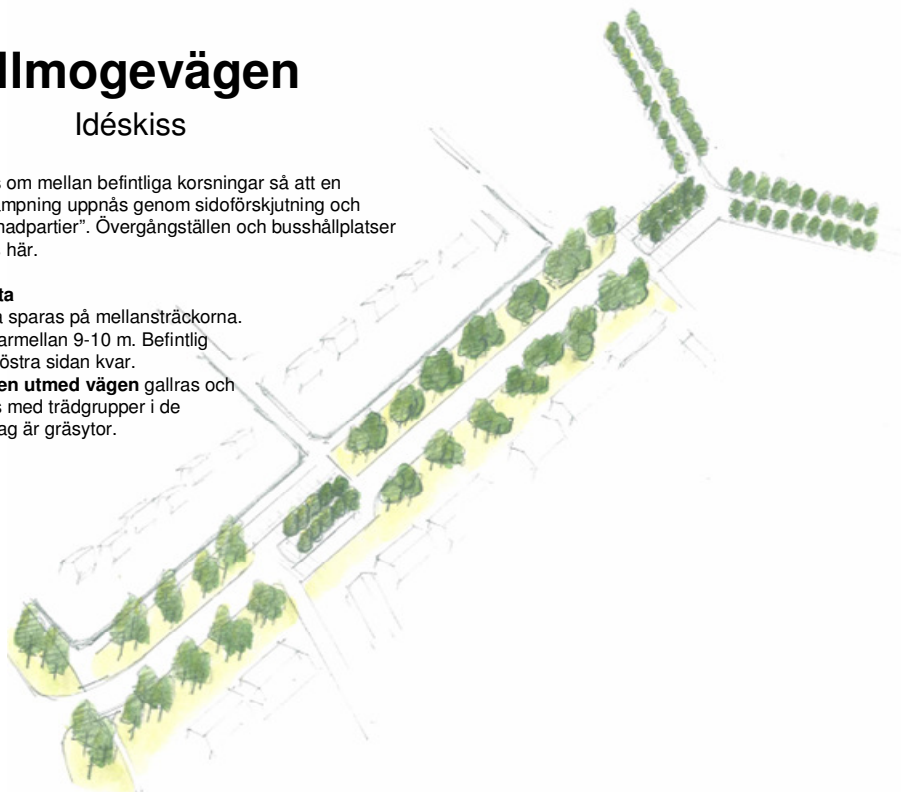 llmogevägen
Idéskiss
s om mellan befintliga korsningar så att en
ämpning uppnås genom sidoförskjutning och
nadpartier”. Övergångställen och busshållplatser
s här.
ta
a sparas på mellansträckorna.
armellan 9-10 m. Befintlig
östra sidan kvar.
en utmed vägen gallras och
s med trädgrupper i de
ag är gräsytor.